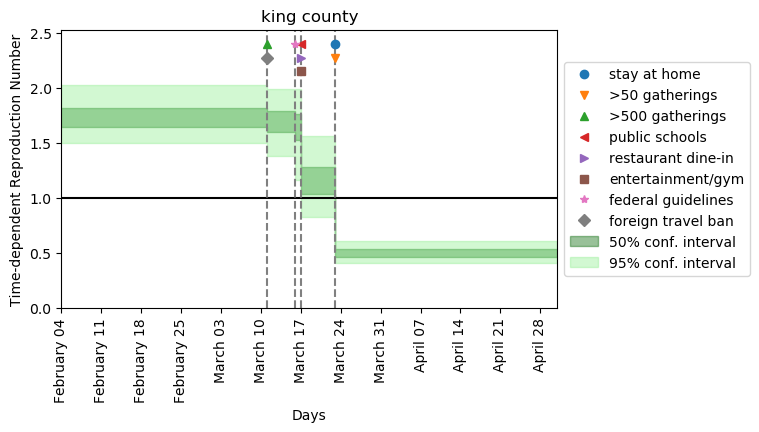 king county
Time-dependent Reproduction Number
2.5
2.0
1.5
1.0
0.5
0.0
February 04
February 11
February 18
February 25
March 03
March 10
March 17
March 24
March 31
April 07
April 14
April 21
April 28
Days
stay at home
>50 gatherings
>500 gatherings
public schools
restaurant dine-in
entertainment/gym
federal guidelines
foreign travel ban
50% conf. interval
95% conf. interval